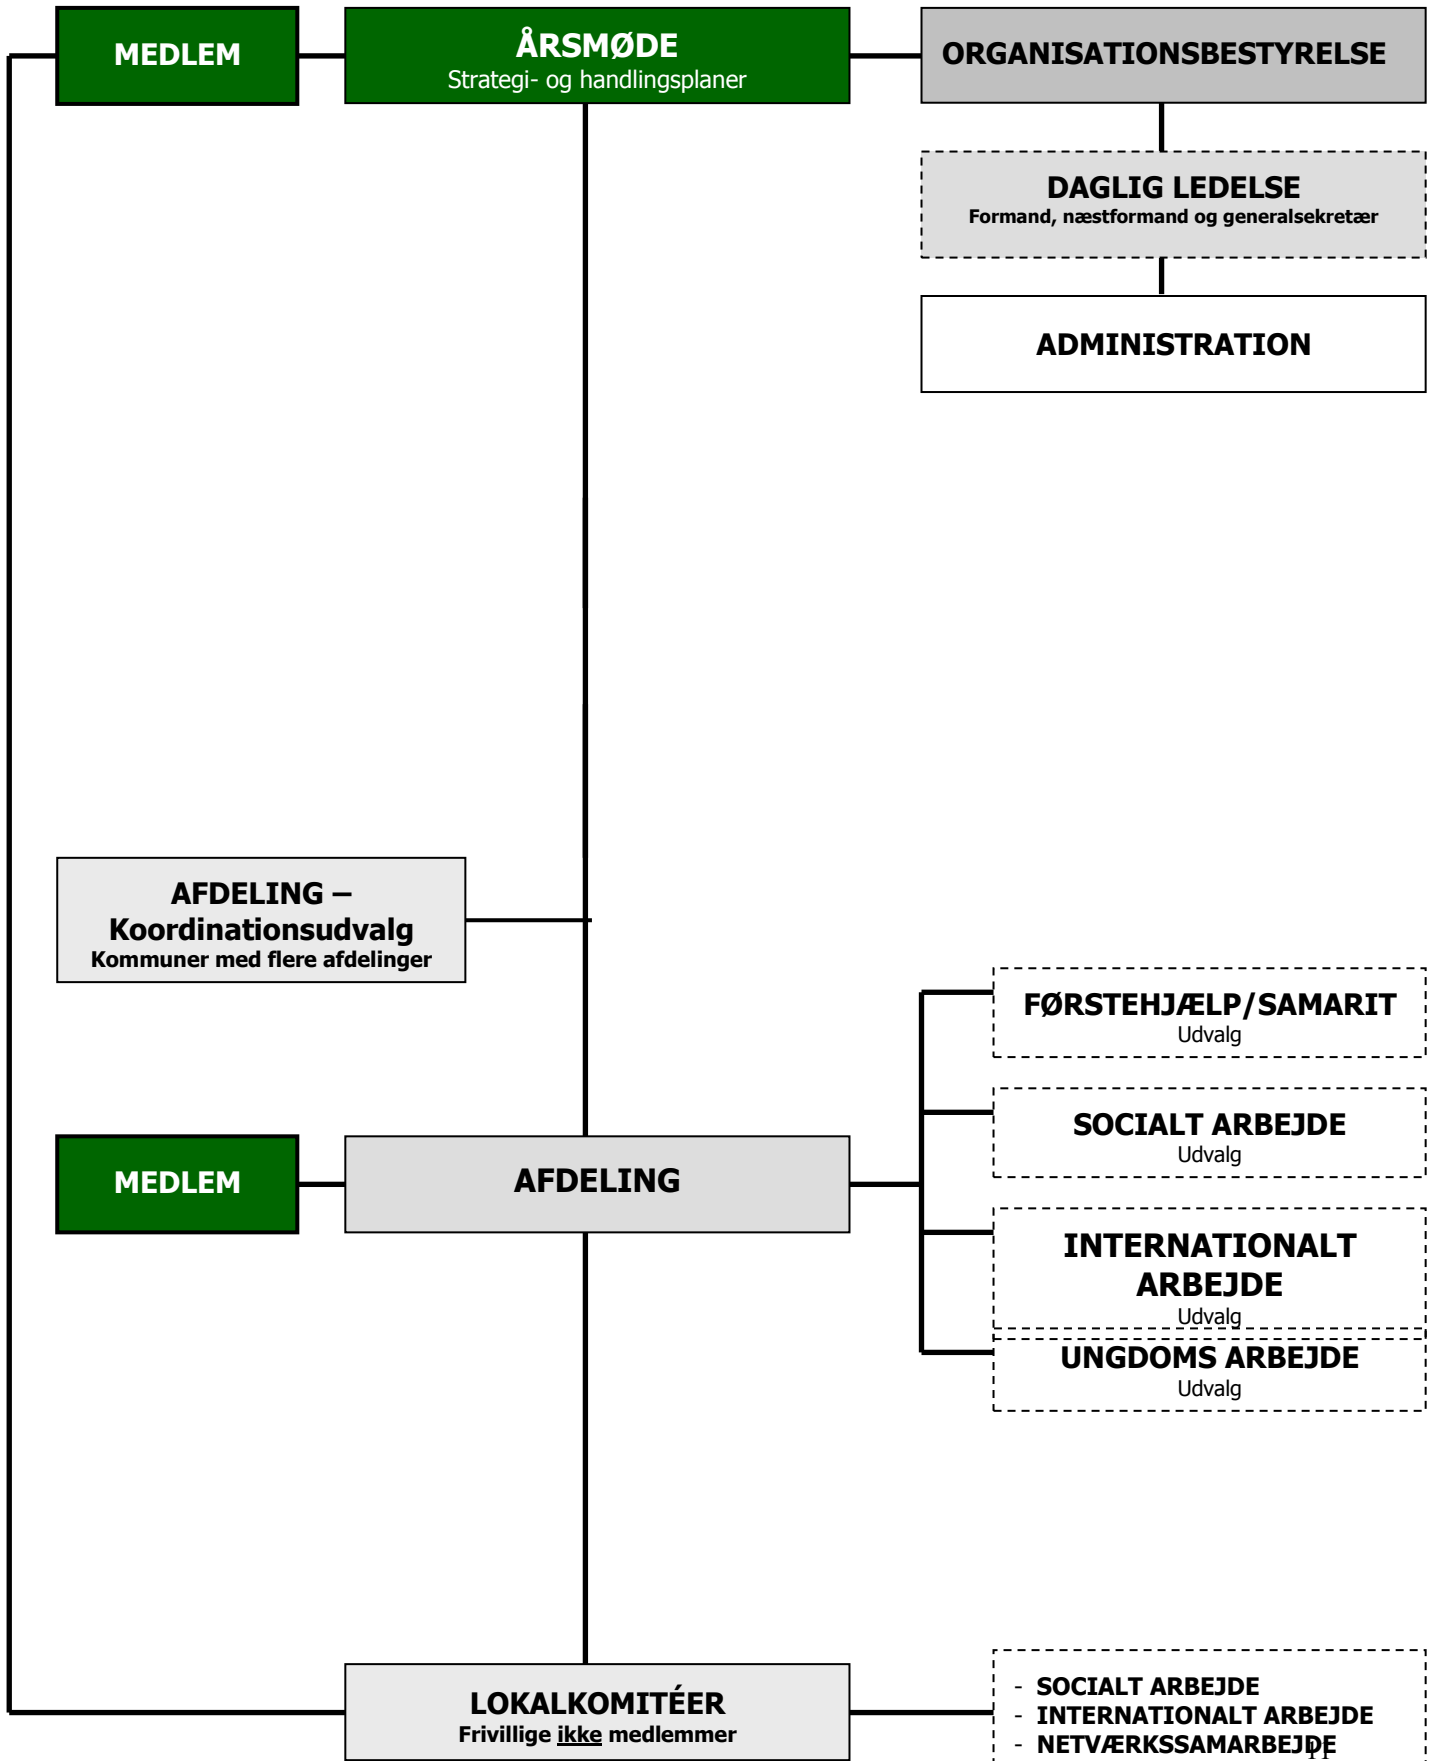 MEDLEM
ÅRSMØDE
Strategi- og handlingsplaner
ORGANISATIONSBESTYRELSE
DAGLIG LEDELSE
Formand, næstformand og generalsekretær
ADMINISTRATION
AFDELING –
Koordinationsudvalg
Kommuner med flere afdelinger
FØRSTEHJÆLP/SAMARIT
Udvalg
SOCIALT ARBEJDE
Udvalg
MEDLEM
AFDELING
INTERNATIONALT
ARBEJDE
Udvalg
UNGDOMS ARBEJDE
Udvalg
LOKALKOMITÉER
Frivillige ikke medlemmer
- SOCIALT ARBEJDE
- INTERNATIONALT ARBEJDE
- NETVÆRKSSAMARBEJDE